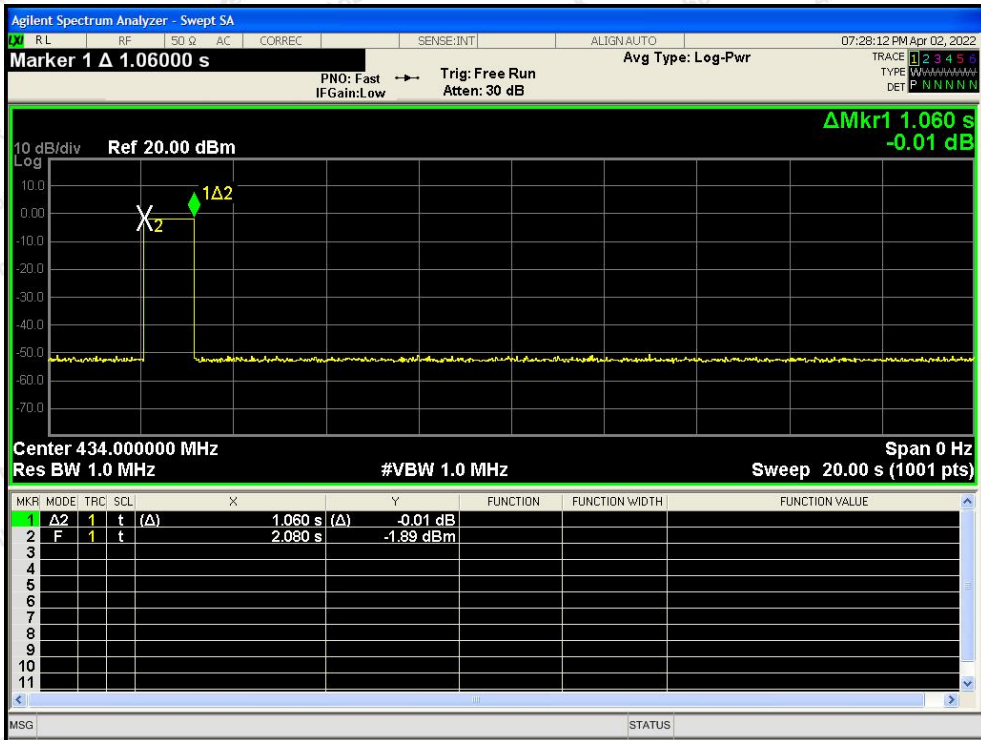 Agilent Spectrum Analyzer - Swept SA
LXI RL RF 50 Ω AC CORREC SENSE:INT ALIGN AUTO 07:28:12 PM Apr 02, 2022
Marker 1 Δ 1.06000 s Avg Type: Log-Pwr TRACE 1 2 3 4 5 6
PNO: Fast Trig: Free Run TYPE WWWWWW
IFGain:Low Atten: 30 dB DET P N N N N N
ΔMkr1 1.060 s
10 dB/div Ref 20.00 dBm -0.01 dB
Log
10.0
1Δ2
0.00
2
-10.0
-20.0
-30.0
-40.0
-50.0
-60.0
-70.0
Center 434.000000 MHz Span 0 Hz
Res BW 1.0 MHz #VBW 1.0 MHz Sweep 20.00 s (1001 pts)
MKR MODE TRC SCL X Y FUNCTION FUNCTION WIDTH FUNCTION VALUE
1 Δ2 1 t (Δ) 1.060 s (Δ) -0.01 dB
2 F 1 t 2.080 s -1.89 dBm
3
4
5
6
7
8
9
10
11
MSG STATUS